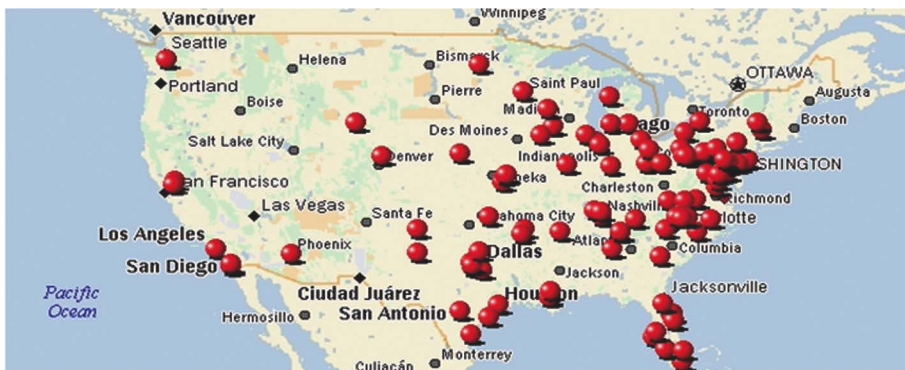 Vancouver
Winnipeg
Seattle
Helena
Bismarck
OTTAWA
Portland
Pierre
Saint Paul
Augusta
Boise
Toronto
Boston
Salt Lake City
Des Moines
Denver
Indianapolis
San Francisco
Charleston
Richmond
Las Vegas
Santa Fe
Nashville
Los Angeles
Phoenix
Columbia
San Diego
Dallas
Jackson
Pacific
Ocean
Ciudad Juárez
Houston
Jacksonville
Hermosillo
San Antonio
Monterrey
Culiacán